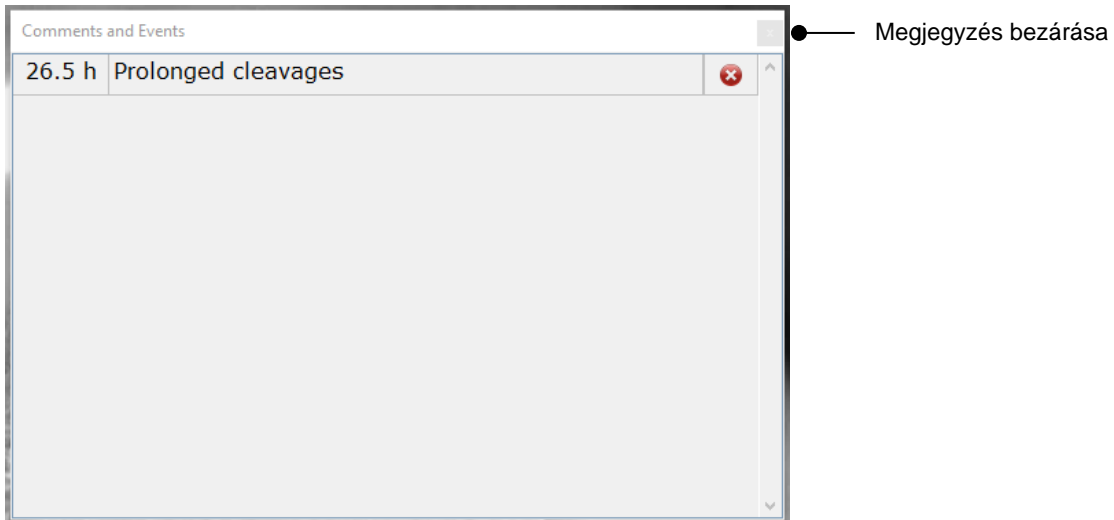 Comments and Events
Megjegyzés bezárása
26.5 h Prolonged cleavages